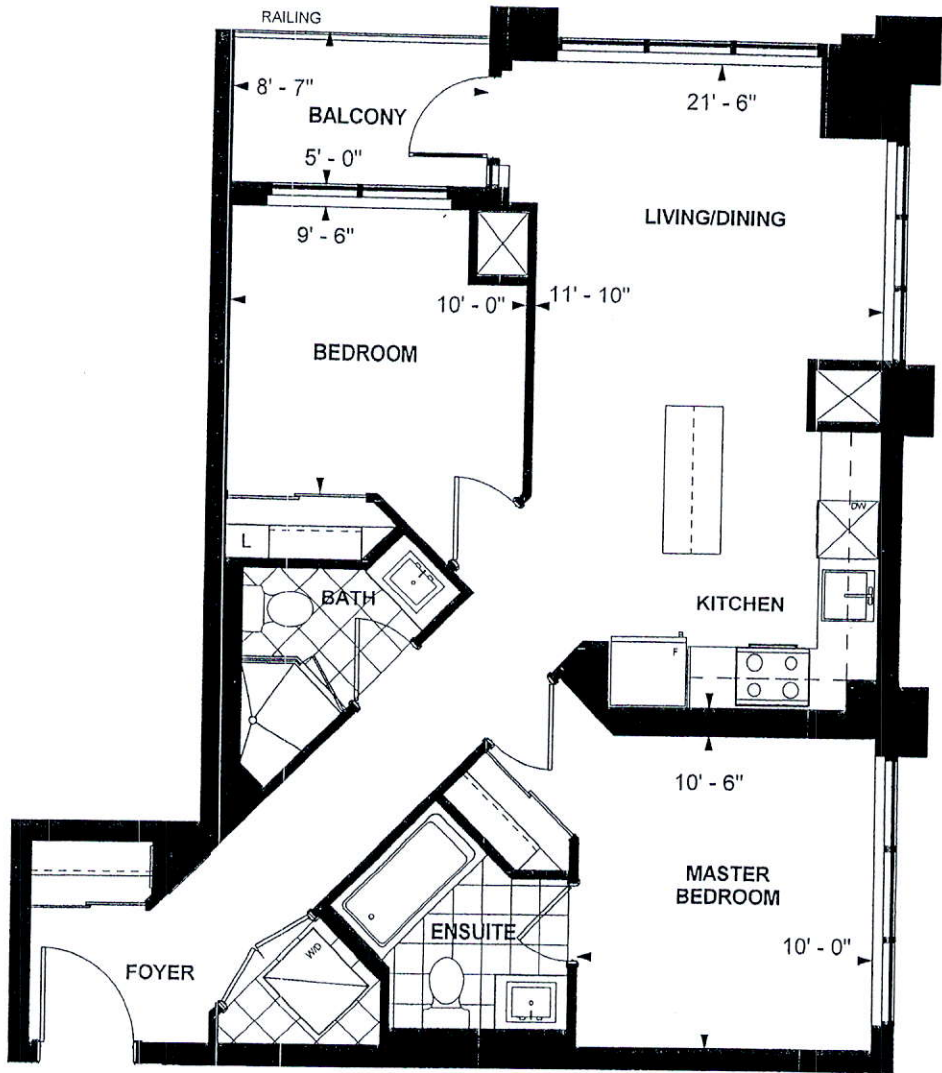 RAILING
8' - 7"
BALCONY
5' - 0"
21' - 6"
9' - 6"
LIVING/DINING
10' - 0"
11' - 10"
BEDROOM
L
DW
BATH
KITCHEN
F
10' - 6"
MASTER
BEDROOM
ENSUITE
10' - 0"
W/D
FOYER